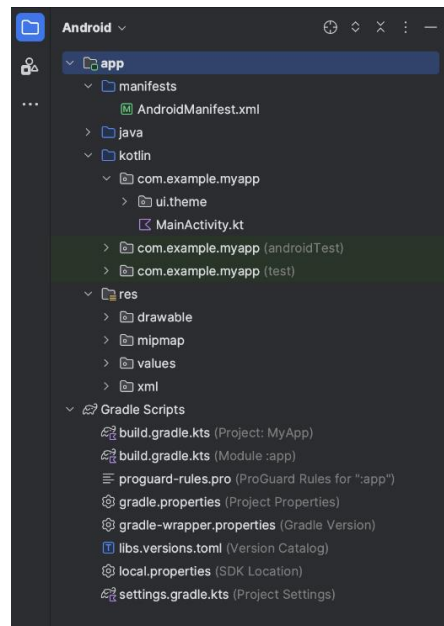 Android
app
manifests
AndroidManifest.xml
java
kotlin
com.example.myapp
ui.theme
MainActivity.kt
com.example.myapp (androidTest)
com.example.myapp (test)
res
drawable
mipmap
values
xml
Gradle Scripts
build.gradle.kts (Project: MyApp)
build.gradle.kts (Module :app)
proguard-rules.pro (ProGuard Rules for ":app")
gradle.properties (Project Properties)
gradle-wrapper.properties (Gradle Version)
libs.versions.toml (Version Catalog)
local.properties (SDK Location)
settings.gradle.kts (Project Settings)